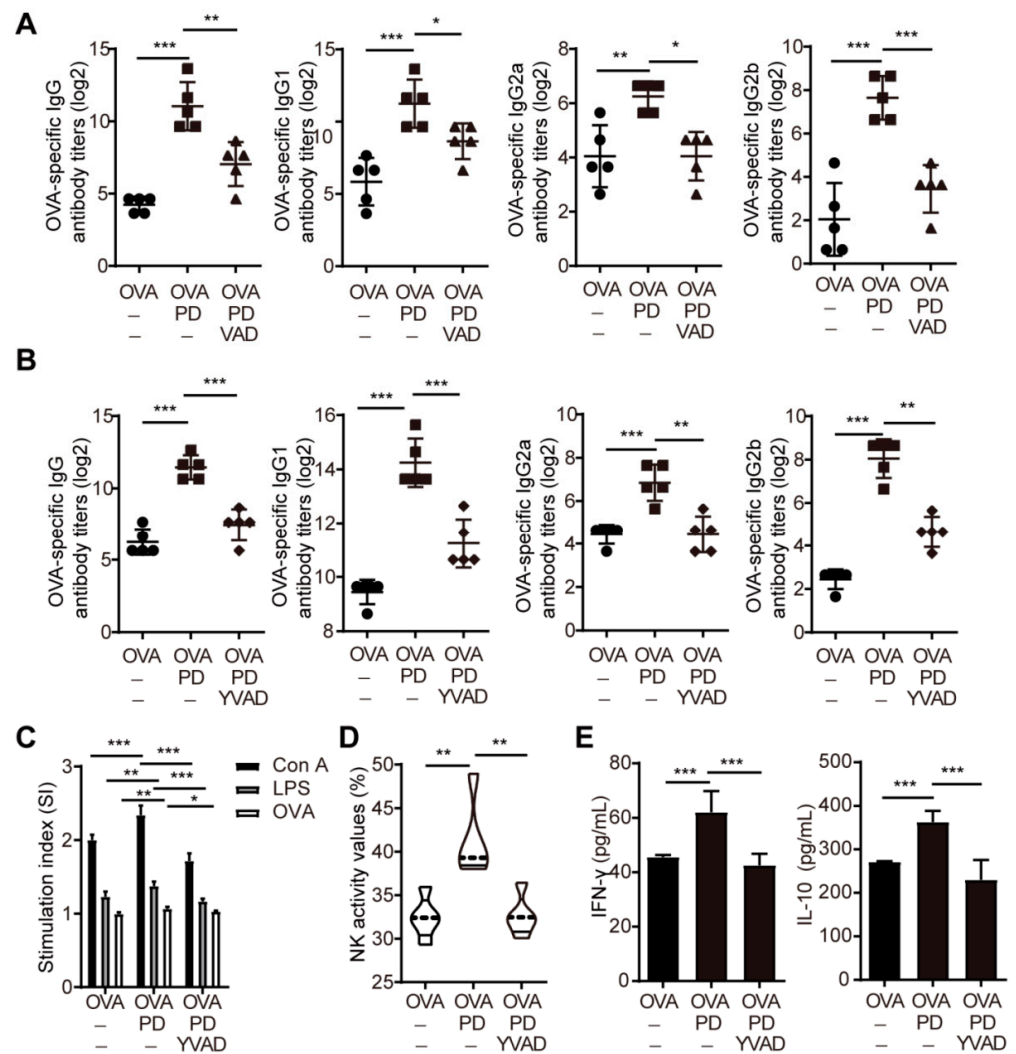 A
OVA-specific IgG
antibody titers (log2)
15
10
5
0
***
**
OVA OVA OVA
– PD PD
– – VAD
OVA-specific IgG1
antibody titers (log2)
15
10
5
0
***
*
OVA OVA OVA
– PD PD
– – VAD
OVA-specific IgG2a
antibody titers (log2)
8
6
4
2
0
**
*
OVA OVA OVA
– PD PD
– – VAD
OVA-specific IgG2b
antibody titers (log2)
10
8
6
4
2
0
***
***
OVA OVA OVA
– PD PD
– – VAD
B
OVA-specific IgG
antibody titers (log2)
15
10
5
0
***
***
OVA OVA OVA
– PD PD
– – YVAD
OVA-specific IgG1
antibody titers (log2)
16
14
12
10
8
***
***
OVA OVA OVA
– PD PD
– – YVAD
OVA-specific IgG2a
antibody titers (log2)
10
8
6
4
2
0
***
**
OVA OVA OVA
– PD PD
– – YVAD
OVA-specific IgG2b
antibody titers (log2)
10
8
6
4
2
0
***
**
OVA OVA OVA
– PD PD
– – YVAD
C
Stimulation index (SI)
3
2
1
0
*** ***
** ***
** *
Con A
LPS
OVA
OVA OVA OVA
– PD PD
– – YVAD
D
NK activity values (%)
50
45
40
35
30
25
** **
OVA OVA OVA
– PD PD
– – YVAD
E
IFN-γ (pg/mL)
80
60
40
20
0
*** ***
OVA OVA OVA
– PD PD
– – YVAD
IL-10 (pg/mL)
500
400
300
200
100
0
*** ***
OVA OVA OVA
– PD PD
– – YVAD